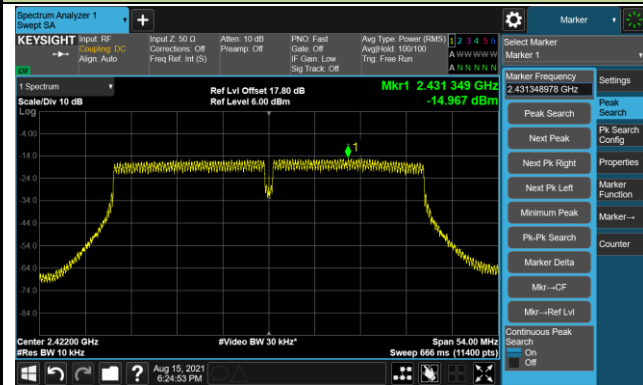 Spectrum Analyzer 1
Swept SA
Marker
KEYSIGHT
Input: RF
Coupling: DC
Align: Auto
Input Z: 50 Ω
Corrections: Off
Freq Ref: Int (S)
Atten: 10 dB
Preamp: Off
PNO: Fast
Gate: Off
IF Gain: Low
Sig Track: Off
Avg Type: Power (RMS)
Avg|Hold: 100/100
Trig: Free Run
1 2 3 4 5 6
A W W W W W
A N N N N N
LXI
Select Marker
Marker 1
1 Spectrum
Scale/Div 10 dB
Log
Ref Lvl Offset 17.80 dB
Ref Level 6.00 dBm
Mkr1 2.431 349 GHz
-14.967 dBm
-4.00
-14.0
-24.0
-34.0
-44.0
-54.0
-64.0
-74.0
-84.0
1
Center 2.42200 GHz
#Res BW 10 kHz
#Video BW 30 kHz*
Span 54.00 MHz
Sweep 666 ms (11400 pts)
Marker Frequency
2.431348978 GHz
Peak Search
Next Peak
Next Pk Right
Next Pk Left
Minimum Peak
Pk-Pk Search
Marker Delta
Mkr→CF
Mkr→Ref Lvl
Continuous Peak
Search
On
Off
Settings
Peak
Search
Pk Search
Config
Properties
Marker
Function
Marker→
Counter
?
Aug 15, 2021
6:24:53 PM